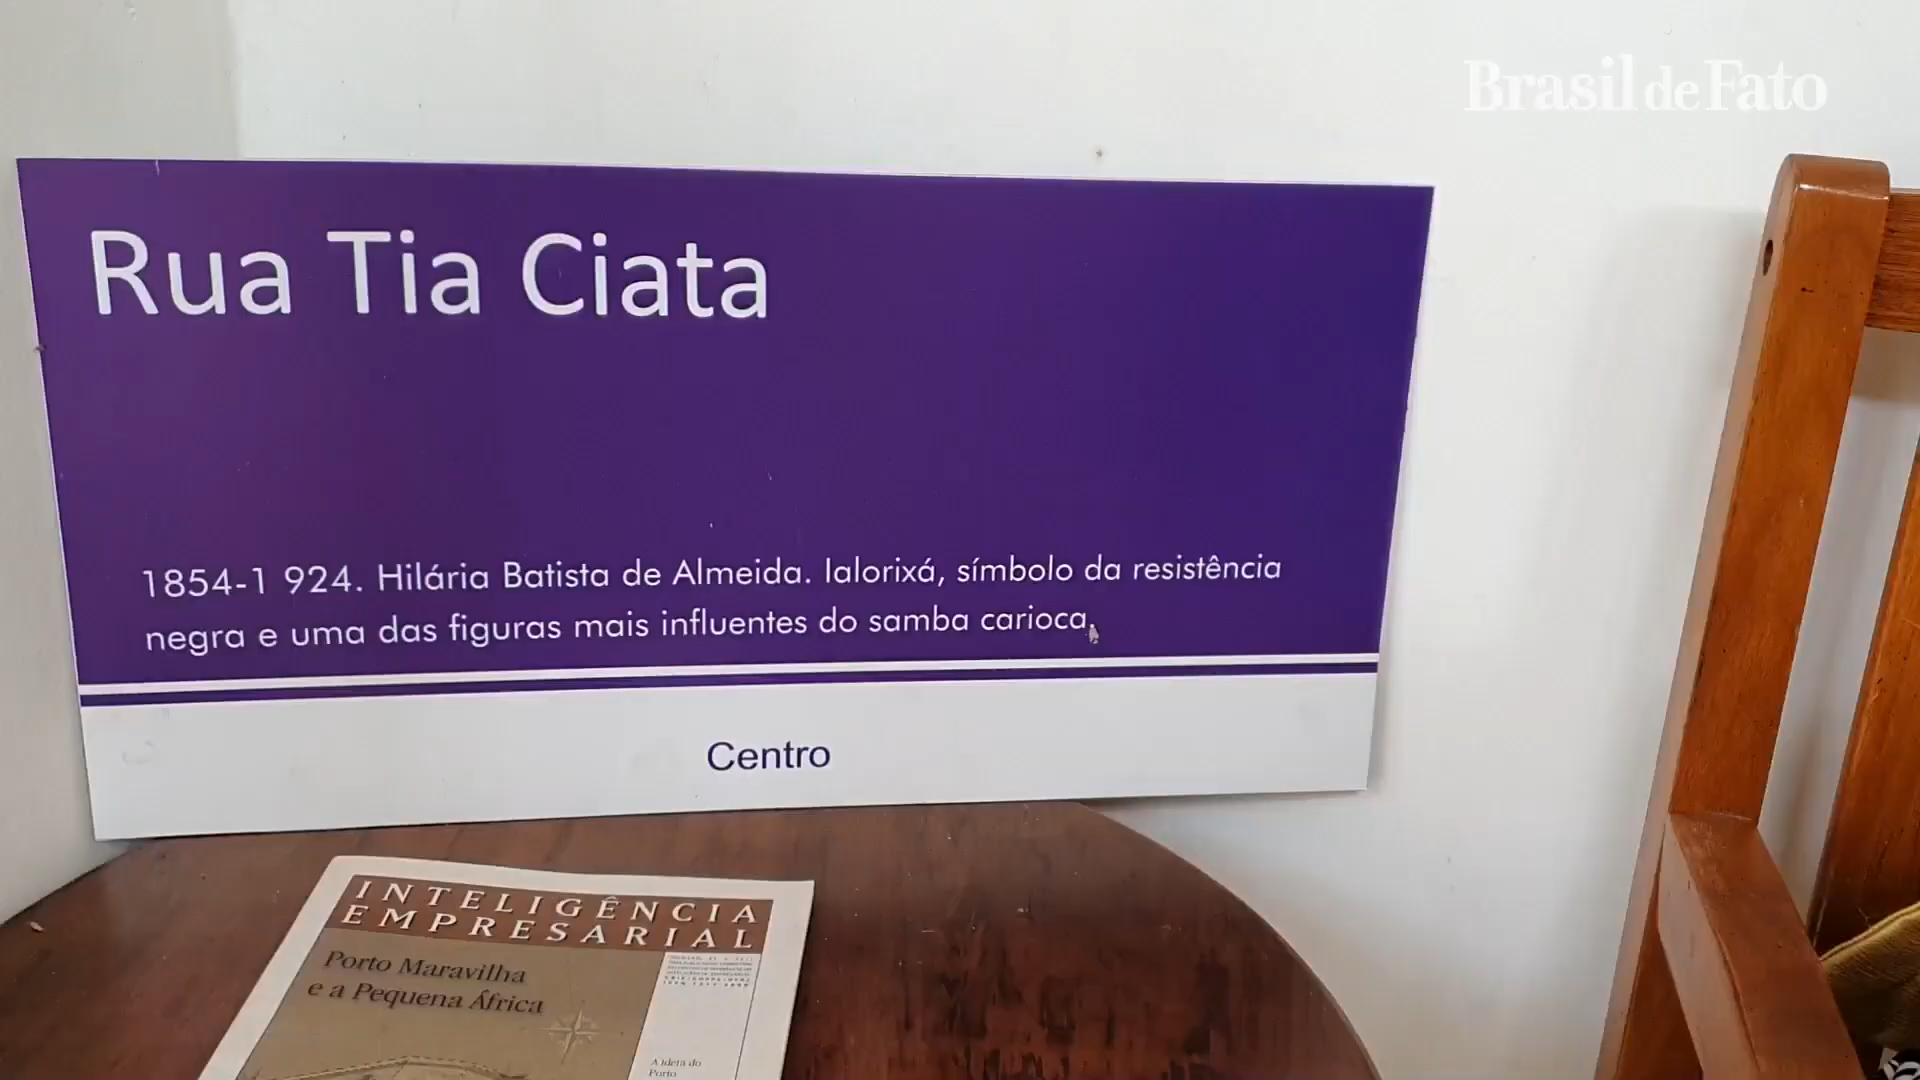 Brasil de Fato
Rua Tia Ciata
1854-1 924. Hilária Batista de Almeida. Ialorixá, símbolo da resistência
negra e uma das figuras mais influentes do samba carioca.
Centro
INTELIGÊNCIA
EMPRESARIAL
Porto Maravilha
e a Pequena África
A ideia do
Porto